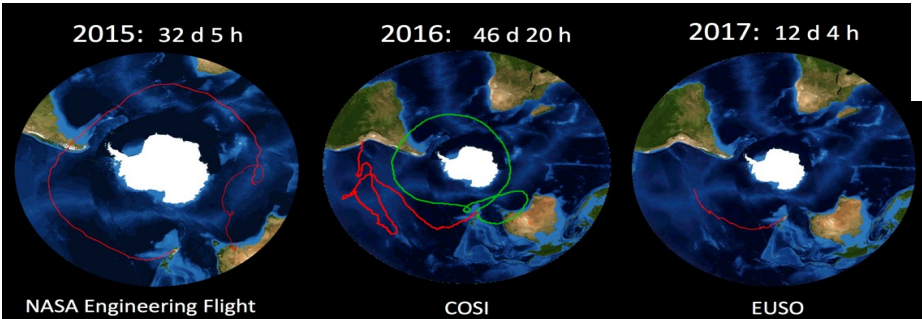 2015: 32 d 5 h
2016: 46 d 20 h
2017: 12 d 4 h
NASA Engineering Flight
COSI
EUSO